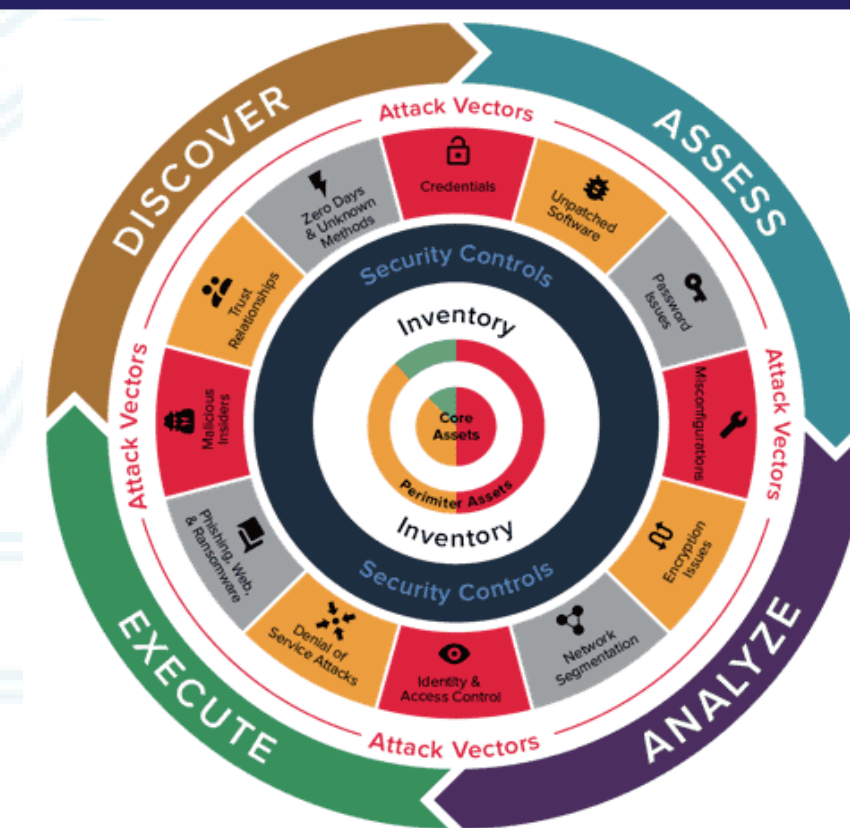 DISCOVER
ASSESS
ANALYZE
EXECUTE
Attack Vectors
Attack Vectors
Attack Vectors
Attack Vectors
Credentials
Unpatched
Software
Password
Issues
Misconfigurations
Encryption
Issues
Network
Segmentation
Identity &
Access Control
Denial of
Service Attacks
Phishing, Web,
& Ransomware
Malicious
Insiders
Trust
Relationships
Zero Days
& Unknown
Methods
Security Controls
Inventory
Core
Assets
Perimiter Assets
Inventory
Security Controls